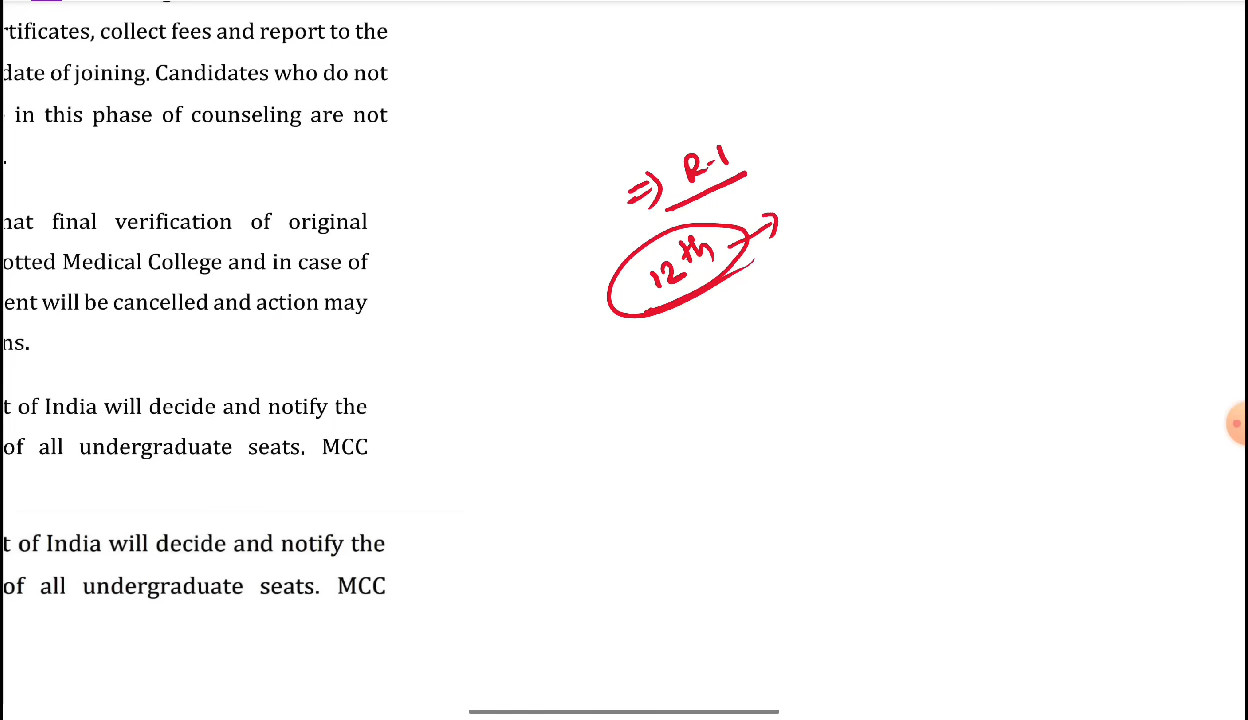 rtificates, collect fees and report to the
date of joining. Candidates who do not
in this phase of counseling are not
.
hat final verification of original
otted Medical College and in case of
ent will be cancelled and action may
ns.
t of India will decide and notify the
of all undergraduate seats. MCC
t of India will decide and notify the
of all undergraduate seats. MCC
⇒ R-1
12th →